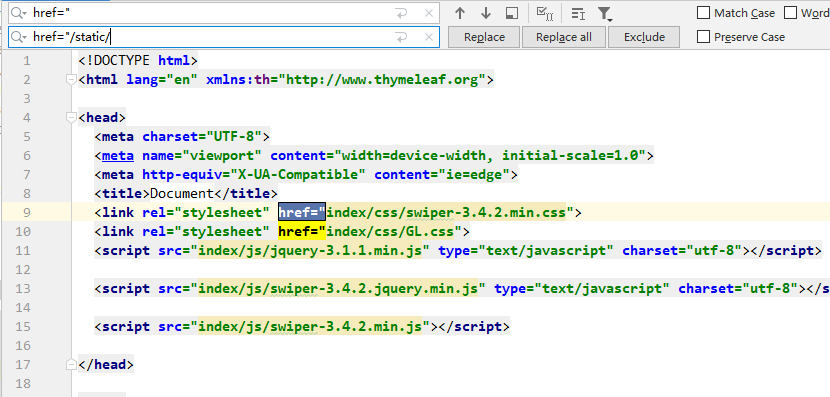 href="
Match Case
Word
href="/static/
Replace
Replace all
Exclude
Preserve Case
1 <!DOCTYPE html>
2 <html lang="en" xmlns:th="http://www.thymeleaf.org">
3
4 <head>
5 <meta charset="UTF-8">
6 <meta name="viewport" content="width=device-width, initial-scale=1.0">
7 <meta http-equiv="X-UA-Compatible" content="ie=edge">
8 <title>Document</title>
9 <link rel="stylesheet" href="index/css/swiper-3.4.2.min.css">
10 <link rel="stylesheet" href="index/css/GL.css">
11 <script src="index/js/jquery-3.1.1.min.js" type="text/javascript" charset="utf-8"></script>
12
13 <script src="index/js/swiper-3.4.2.jquery.min.js" type="text/javascript" charset="utf-8"></s
14
15 <script src="index/js/swiper-3.4.2.min.js"></script>
16
17 </head>
18